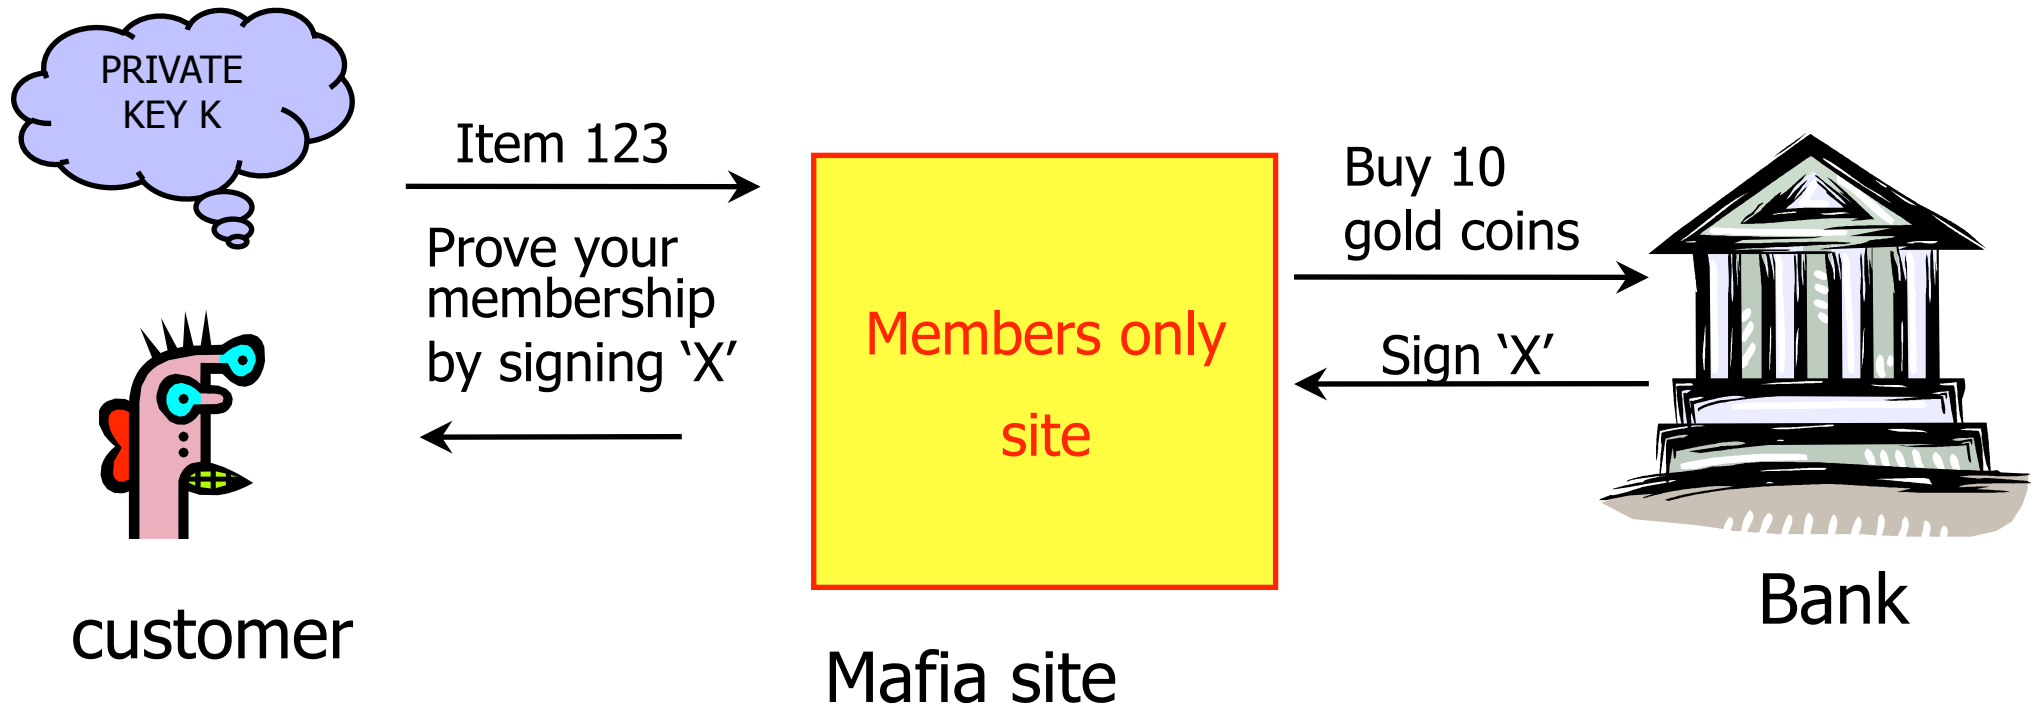 PRIVATE
KEY K
Item 123
Prove your
membership
by signing ‘X’
customer
Members only
site
Mafia site
Buy 10
gold coins
Sign ‘X’
Bank